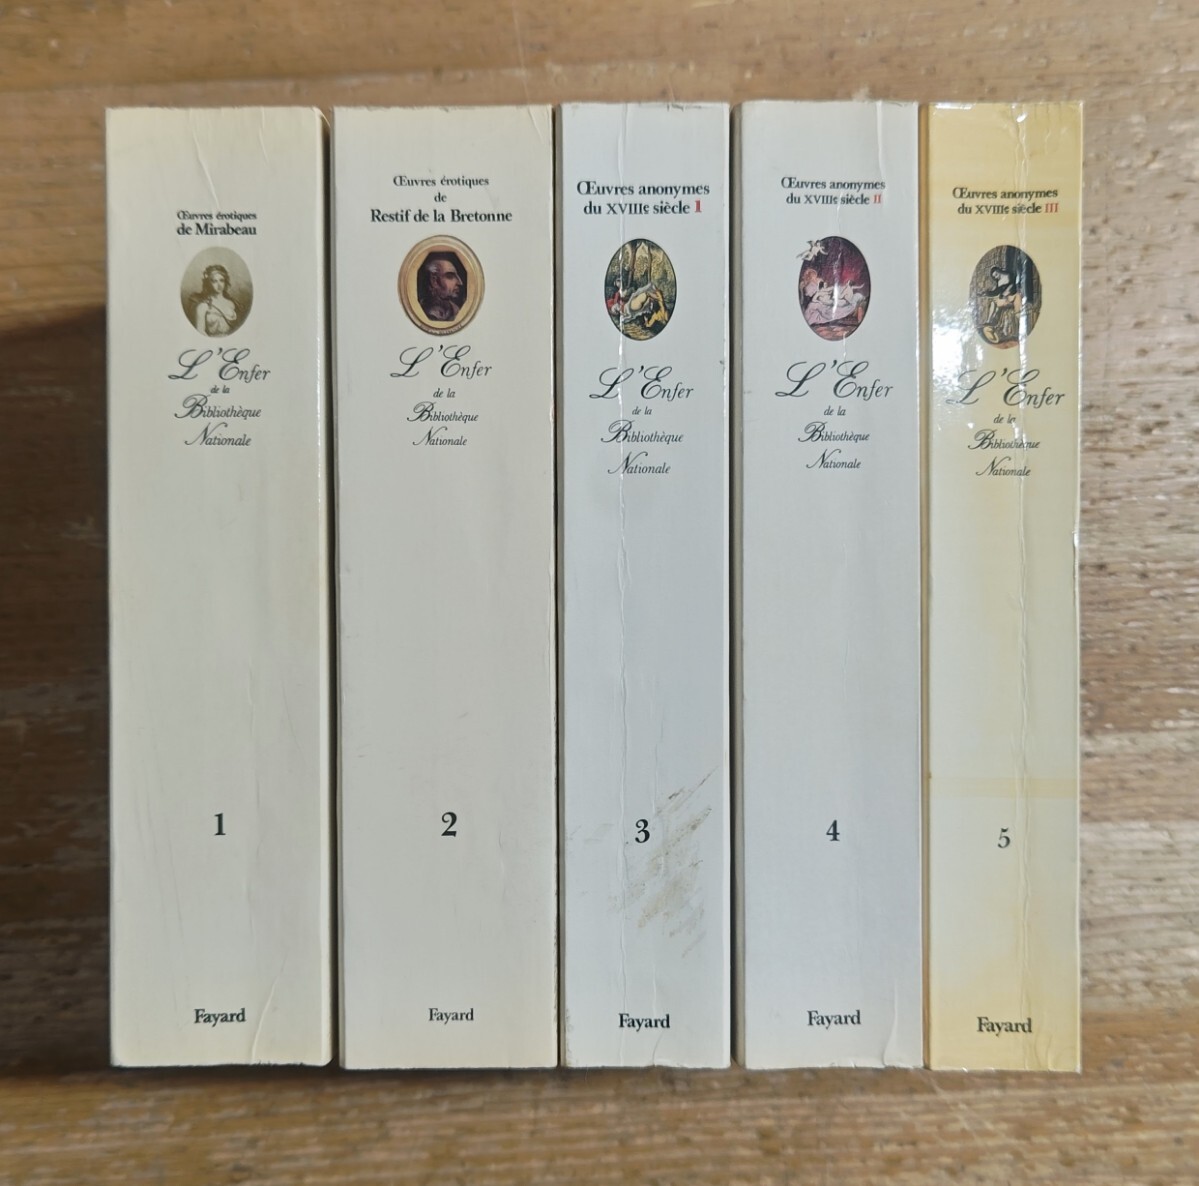 Œuvres érotiques
de Mirabeau
L'Enfer
de la
Bibliothèque
Nationale
1
Fayard
Œuvres érotiques
de
Restif de la Bretonne
L'Enfer
de la
Bibliothèque
Nationale
2
Fayard
Œuvres anonymes
du XVIIIe siècle I
L'Enfer
de la
Bibliothèque
Nationale
3
Fayard
Œuvres anonymes
du XVIIIe siècle II
L'Enfer
de la
Bibliothèque
Nationale
4
Fayard
Œuvres anonymes
du XVIIIe siècle III
L'Enfer
de la
Bibliothèque
Nationale
5
Fayard